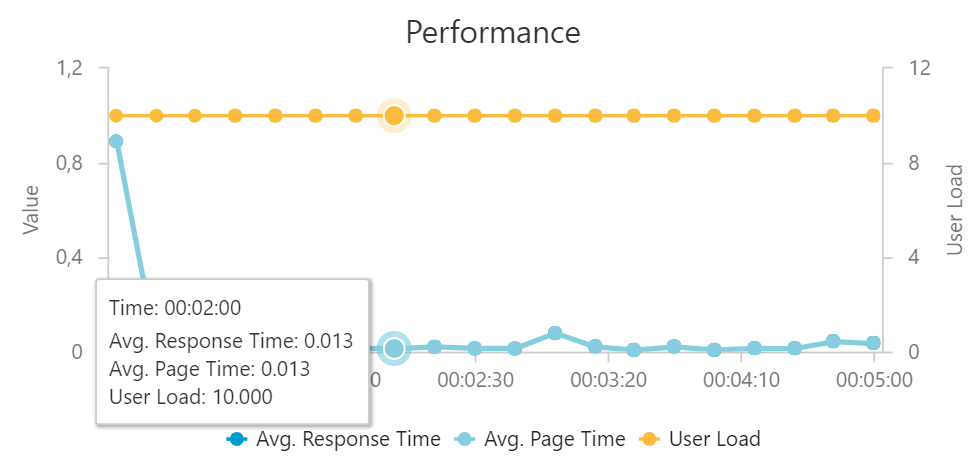 Performance
1,2
0,8
0,4
0
Value
12
8
4
0
User Load
Time: 00:02:00
Avg. Response Time: 0.013
Avg. Page Time: 0.013
User Load: 10.000
0 00:02:30 00:03:20 00:04:10 00:05:00
Avg. Response Time Avg. Page Time User Load